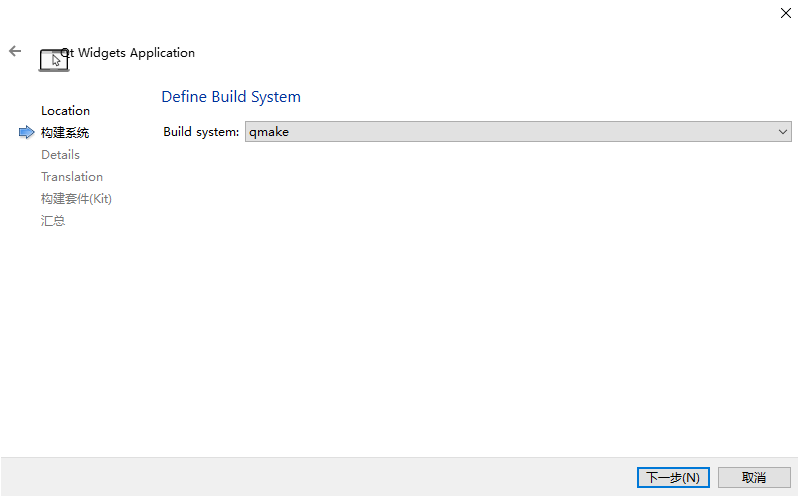 Qt Widgets Application
Define Build System
Location
构建系统
Details
Translation
构建套件(Kit)
汇总
Build system: qmake
下一步(N)
取消